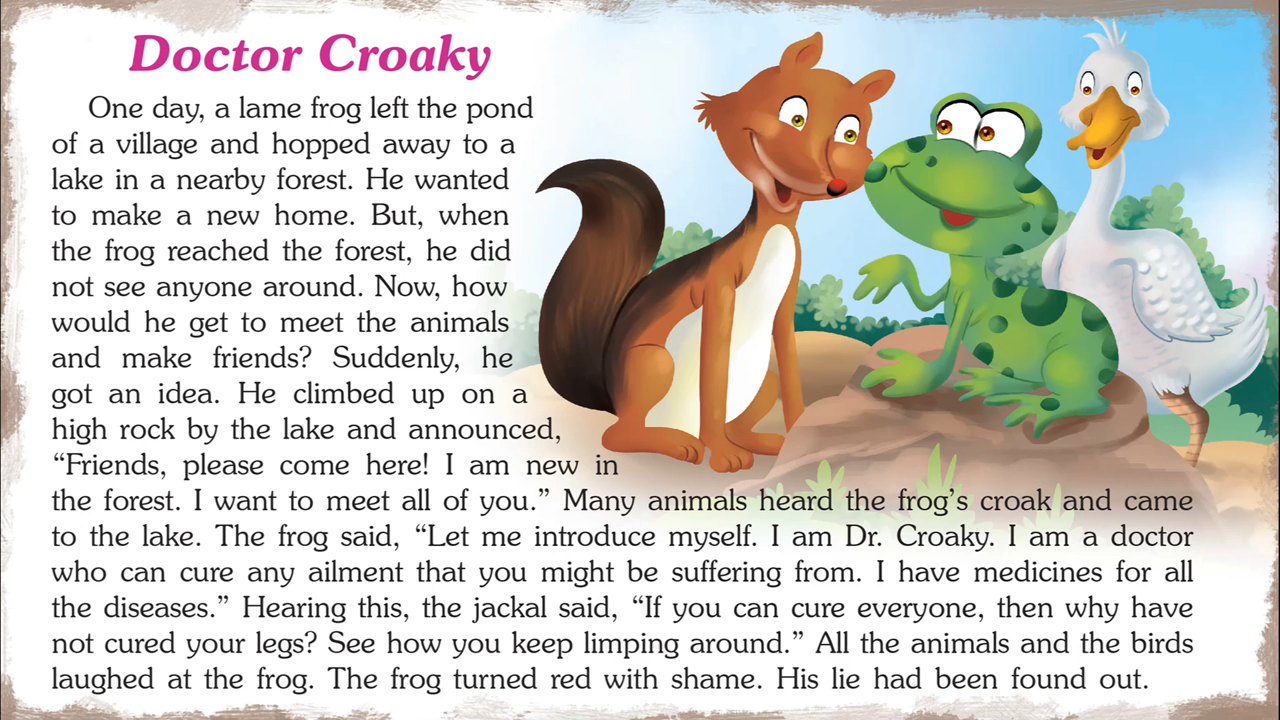 Doctor Croaky
One day, a lame frog left the pond
of a village and hopped away to a
lake in a nearby forest. He wanted
to make a new home. But, when
the frog reached the forest, he did
not see anyone around. Now, how
would he get to meet the animals
and make friends? Suddenly, he
got an idea. He climbed up on a
high rock by the lake and announced,
“Friends, please come here! I am new in
the forest. I want to meet all of you.” Many animals heard the frog’s croak and came
to the lake. The frog said, “Let me introduce myself. I am Dr. Croaky. I am a doctor
who can cure any ailment that you might be suffering from. I have medicines for all
the diseases.” Hearing this, the jackal said, “If you can cure everyone, then why have
not cured your legs? See how you keep limping around.” All the animals and the birds
laughed at the frog. The frog turned red with shame. His lie had been found out.